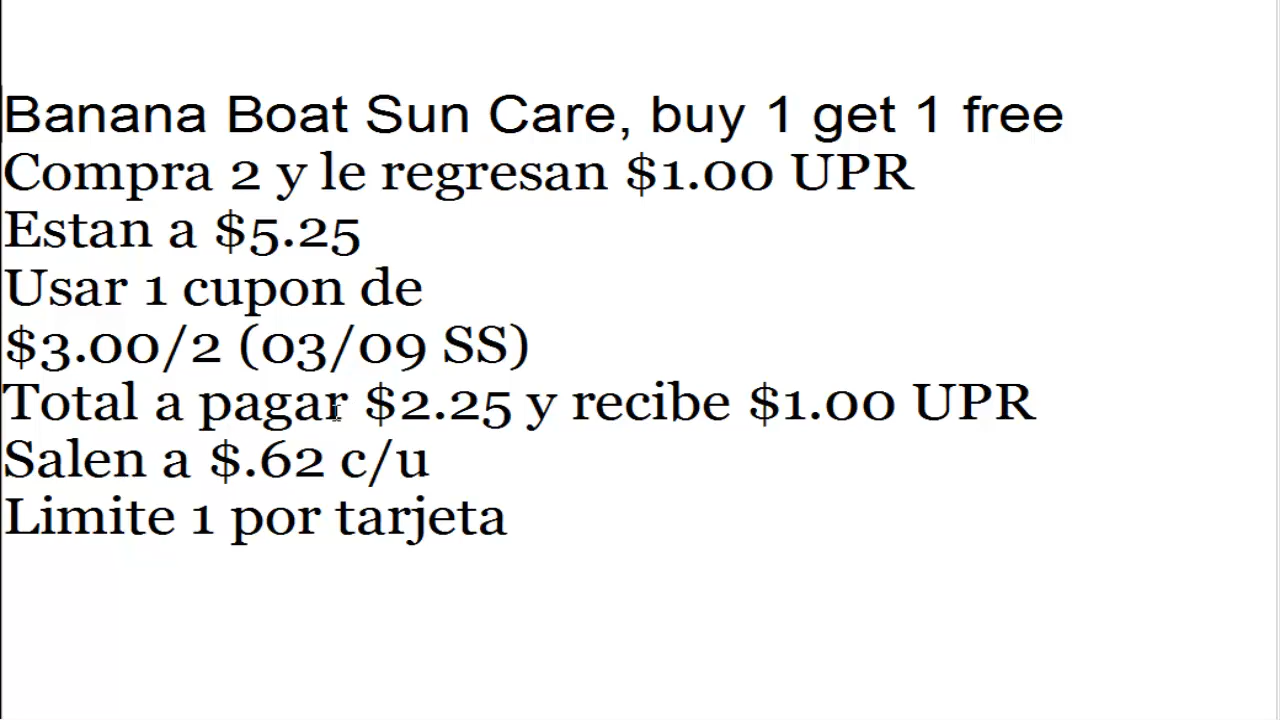 Banana Boat Sun Care, buy 1 get 1 free
Compra 2 y le regresan $1.00 UPR
Estan a $5.25
Usar 1 cupon de
$3.00/2 (03/09 SS)
Total a pagar $2.25 y recibe $1.00 UPR
Salen a $.62 c/u
Limite 1 por tarjeta